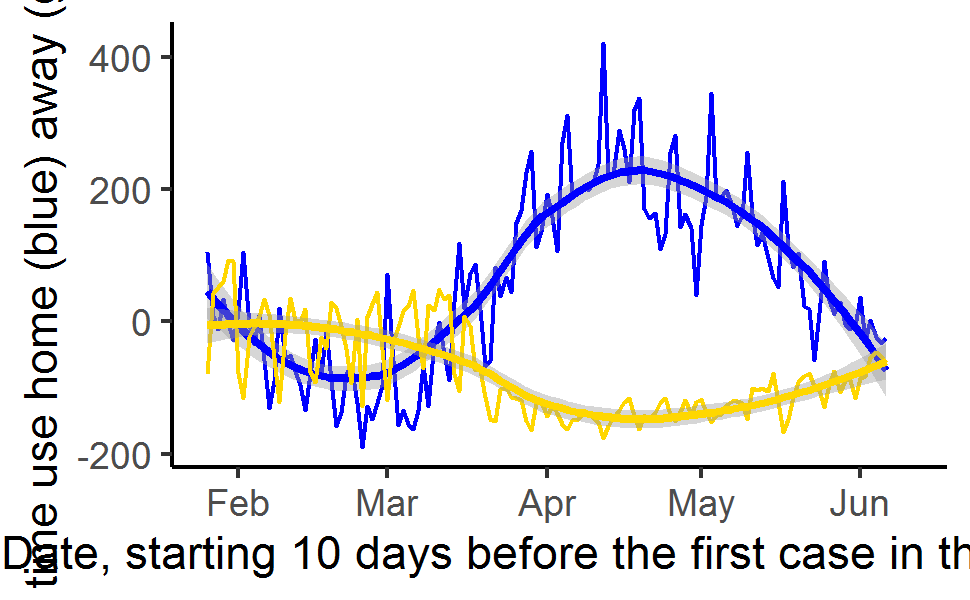 time use home (blue) away (
400
200
0
-200
Feb Mar Apr May Jun
Date, starting 10 days before the first case in th